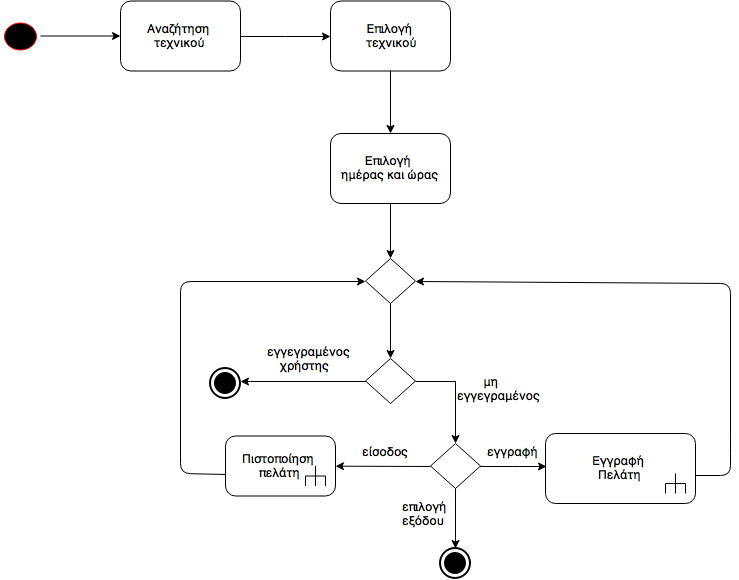 Αναζήτηση
τεχνικού
Επιλογή
τεχνικού
Επιλογή
ημέρας και ώρας
εγγεγραμένος
χρήστης
μη
εγγεγραμένος
Πιστοποίηση
πελάτη
είσοδος
εγγραφή
Εγγραφή
Πελάτη
επιλογή
εξόδου